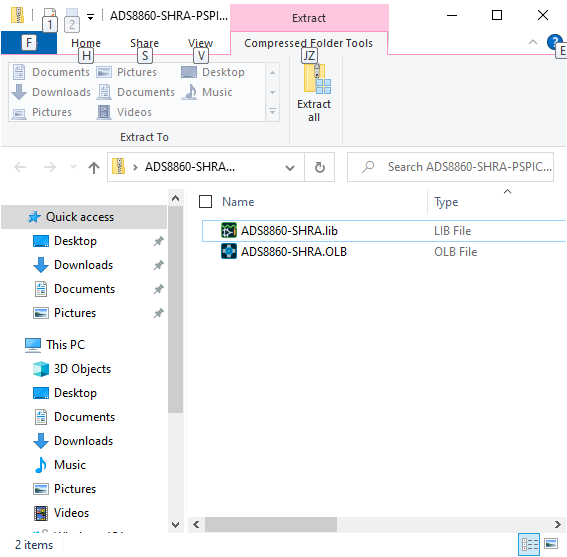 1 2 ADS8860-SHRA-PSPI... Extract
F Home Share View Compressed Folder Tools
H S V JZ E
Documents Pictures Desktop
Downloads Documents Music
Pictures Videos
Extract all
Extract To
ADS8860-SHRA... Search ADS8860-SHRA-PSPIC...
Name Type
Quick access
ADS8860-SHRA.lib LIB File
ADS8860-SHRA.OLB OLB File
Desktop
Downloads
Documents
Pictures
This PC
3D Objects
Desktop
Documents
Downloads
Music
Pictures
Videos
2 items